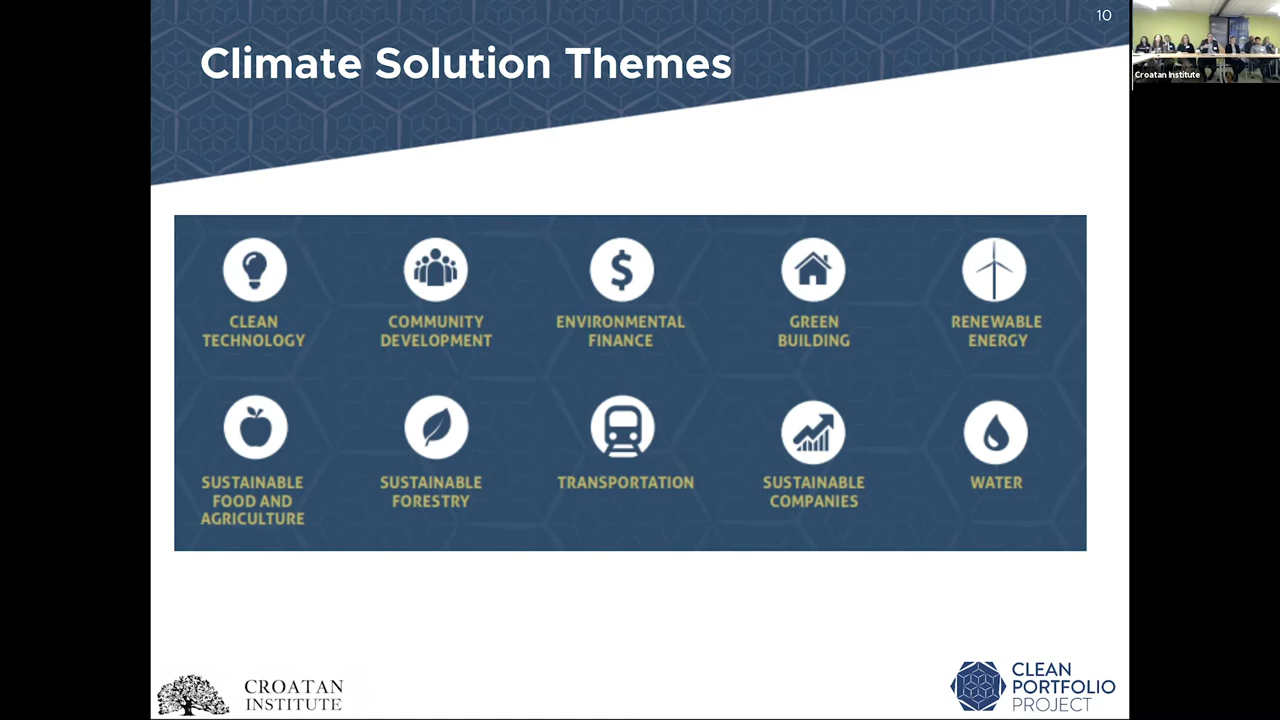 10
Climate Solution Themes
Croatan Institute
CLEAN
TECHNOLOGY
COMMUNITY
DEVELOPMENT
ENVIRONMENTAL
FINANCE
GREEN
BUILDING
RENEWABLE
ENERGY
SUSTAINABLE
FOOD AND
AGRICULTURE
SUSTAINABLE
FORESTRY
TRANSPORTATION
SUSTAINABLE
COMPANIES
WATER
CROATAN
INSTITUTE
CLEAN
PORTFOLIO
PROJECT